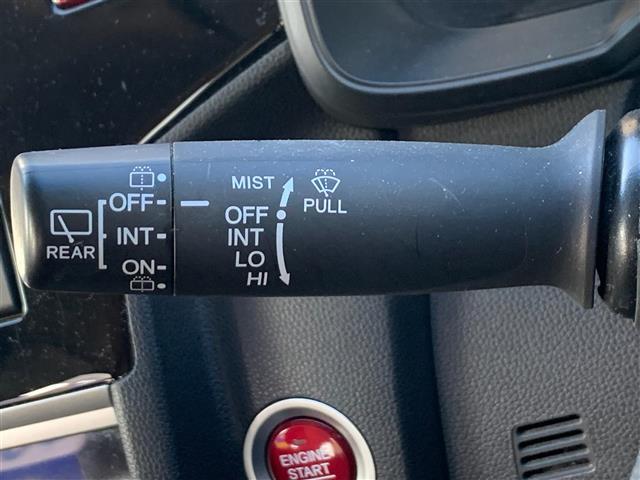 REAR
OFF
INT
ON
MIST
OFF
INT
LO
HI
PULL
ENGINE
START